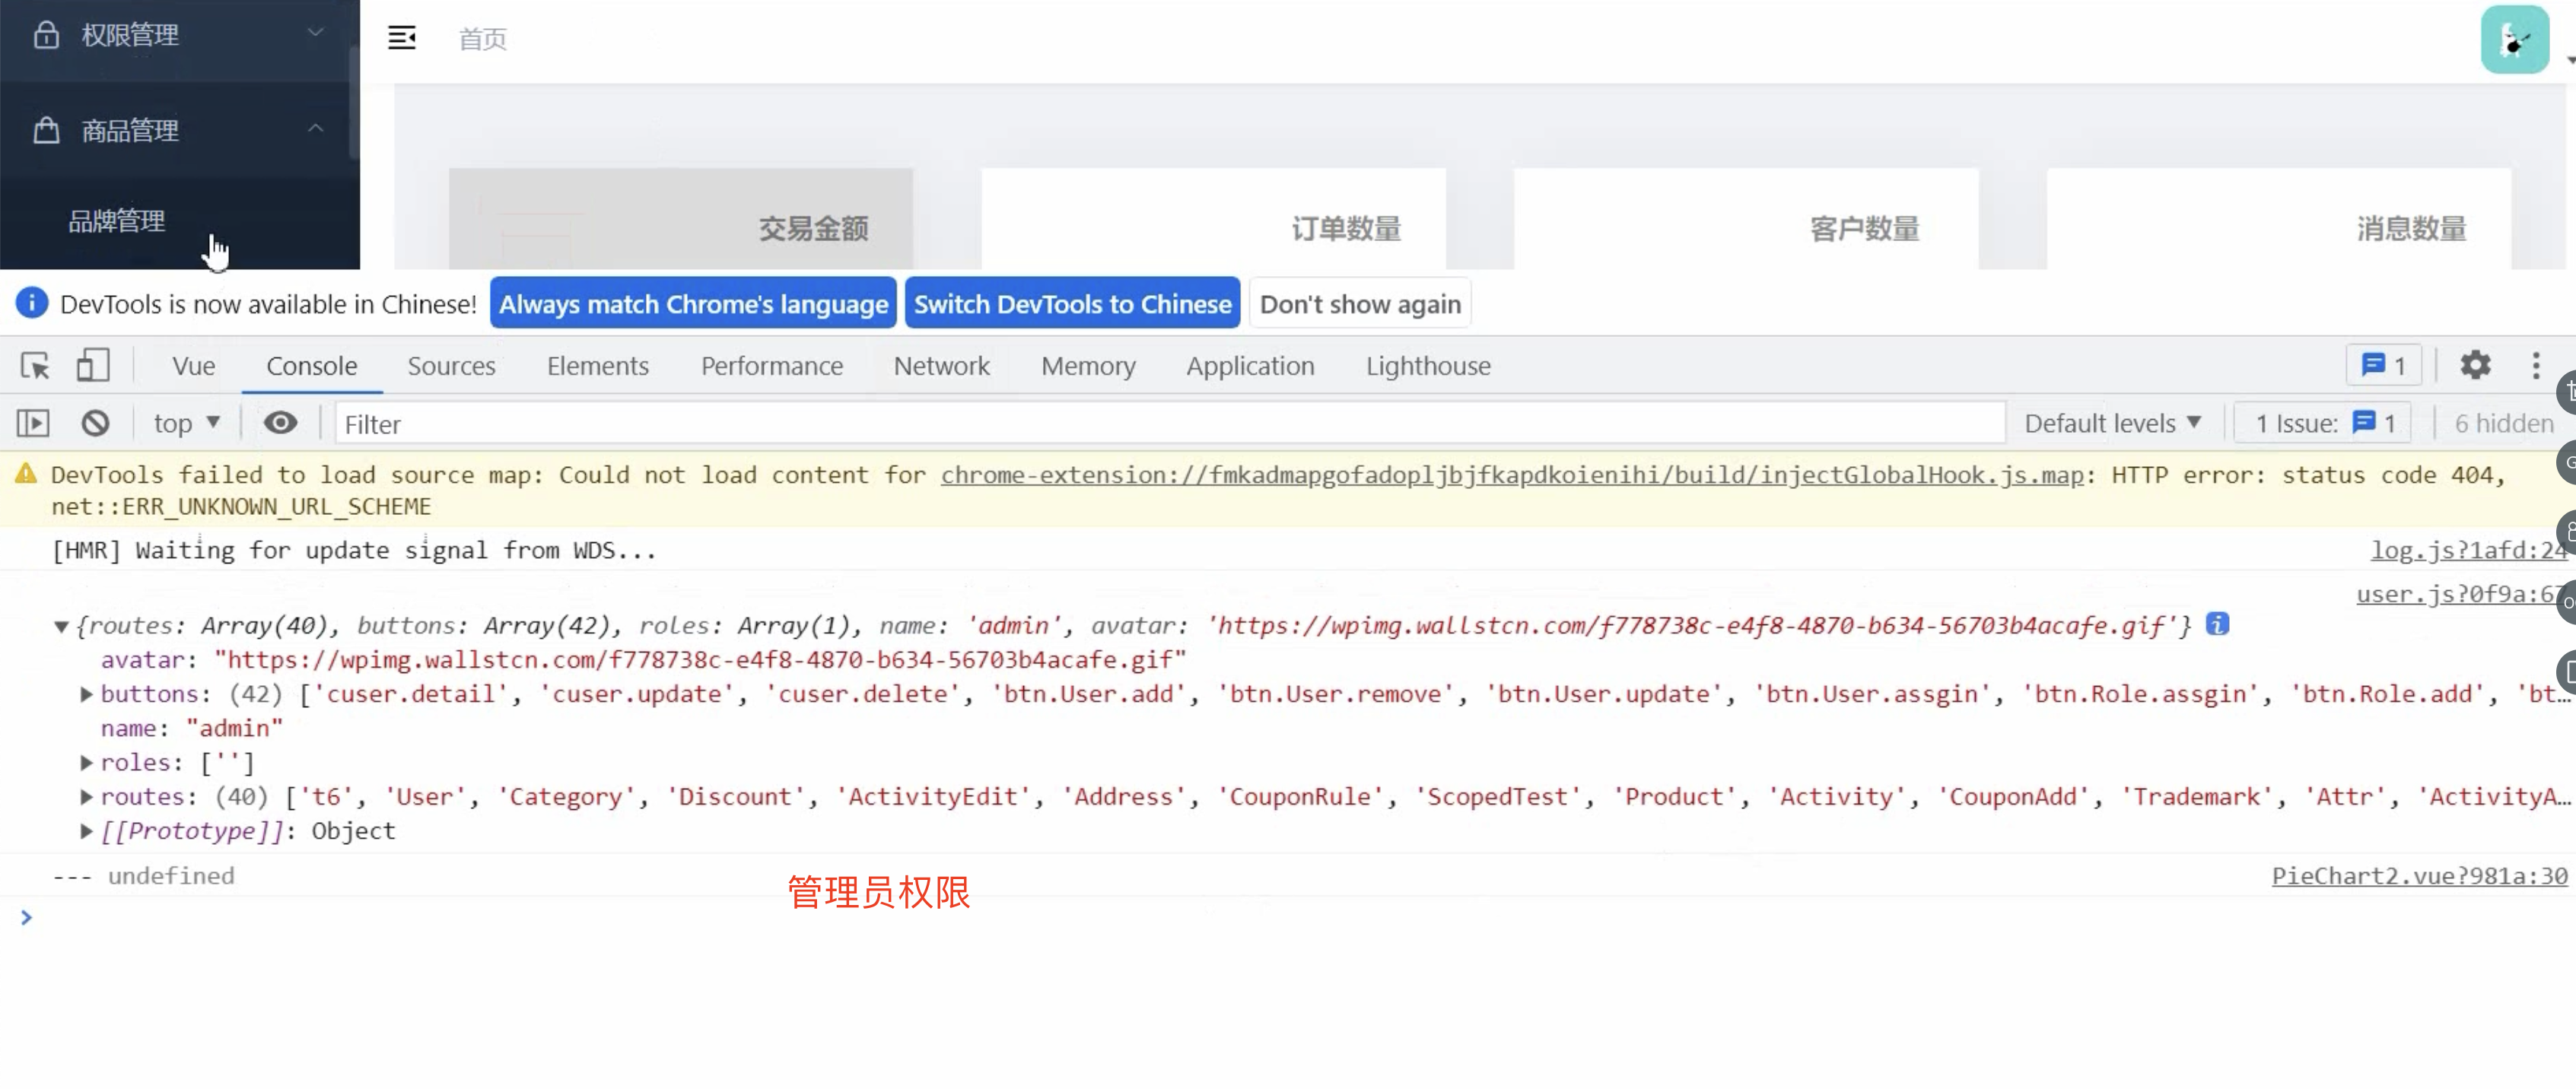 权限管理
首页
商品管理
品牌管理
交易金额
订单数量
客户数量
消息数量
DevTools is now available in Chinese!
Always match Chrome's language
Switch DevTools to Chinese
Don't show again
Vue
Console
Sources
Elements
Performance
Network
Memory
Application
Lighthouse
1
top
Filter
Default levels
1 Issue: 1
6 hidden
DevTools failed to load source map: Could not load content for chrome-extension://fmkadmapgofadopljbjfkapdkoienihi/build/injectGlobalHook.js.map: HTTP error: status code 404,
net::ERR_UNKNOWN_URL_SCHEME
[HMR] Waiting for update signal from WDS...
log.js?1afd:24
user.js?0f9a:67
{routes: Array(40), buttons: Array(42), roles: Array(1), name: 'admin', avatar: 'https://wpimg.wallstcn.com/f778738c-e4f8-4870-b634-56703b4acafe.gif'}
avatar: "https://wpimg.wallstcn.com/f778738c-e4f8-4870-b634-56703b4acafe.gif"
buttons: (42) ['cuser.detail', 'cuser.update', 'cuser.delete', 'btn.User.add', 'btn.User.remove', 'btn.User.update', 'btn.User.assgin', 'btn.Role.assgin', 'btn.Role.add', 'bt…
name: "admin"
roles: ['']
routes: (40) ['t6', 'User', 'Category', 'Discount', 'ActivityEdit', 'Address', 'CouponRule', 'ScopedTest', 'Product', 'Activity', 'CouponAdd', 'Trademark', 'Attr', 'ActivityA…
[[Prototype]]: Object
--- undefined
PieChart2.vue?981a:30
管理员权限